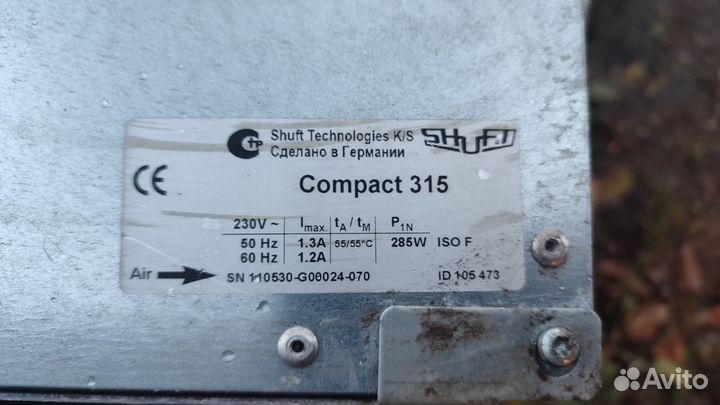 Shuft Technologies K/S SHUFT
Сделано в Германии
CE
Compact 315
230V ~ Imax. tA / tM P1N
50 Hz 1.3A 55/55°C 285W ISO F
60 Hz 1.2A
Air SN 110530-G00024-070 ID 105 473
Avito